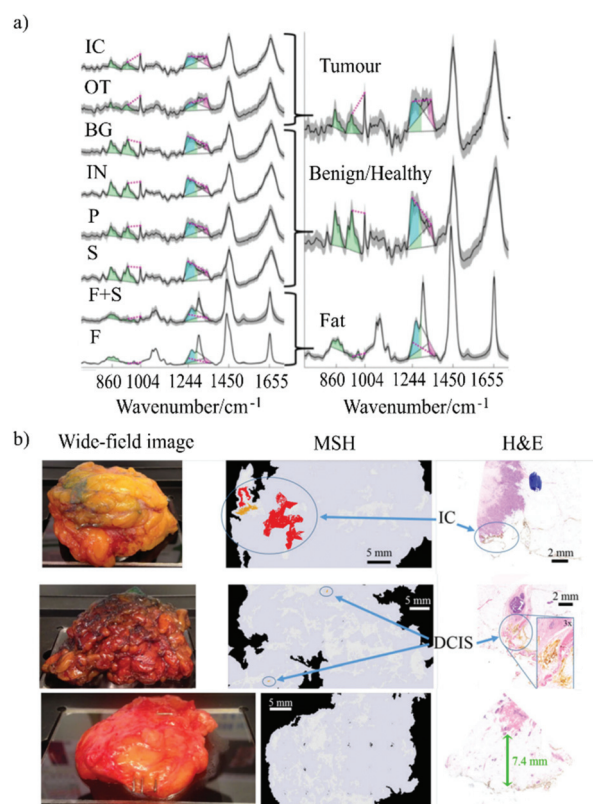 a)
IC
OT
BG
IN
P
S
F+S
F
Tumour
Benign/Healthy
Fat
860 1004 1244 1450 1655
860 1004 1244 1450 1655
Wavenumber/cm-1
Wavenumber/cm-1
b)
Wide-field image
MSH
H&E
IC
5 mm
2 mm
5 mm
2 mm
3x
DCIS
5 mm
7.4 mm